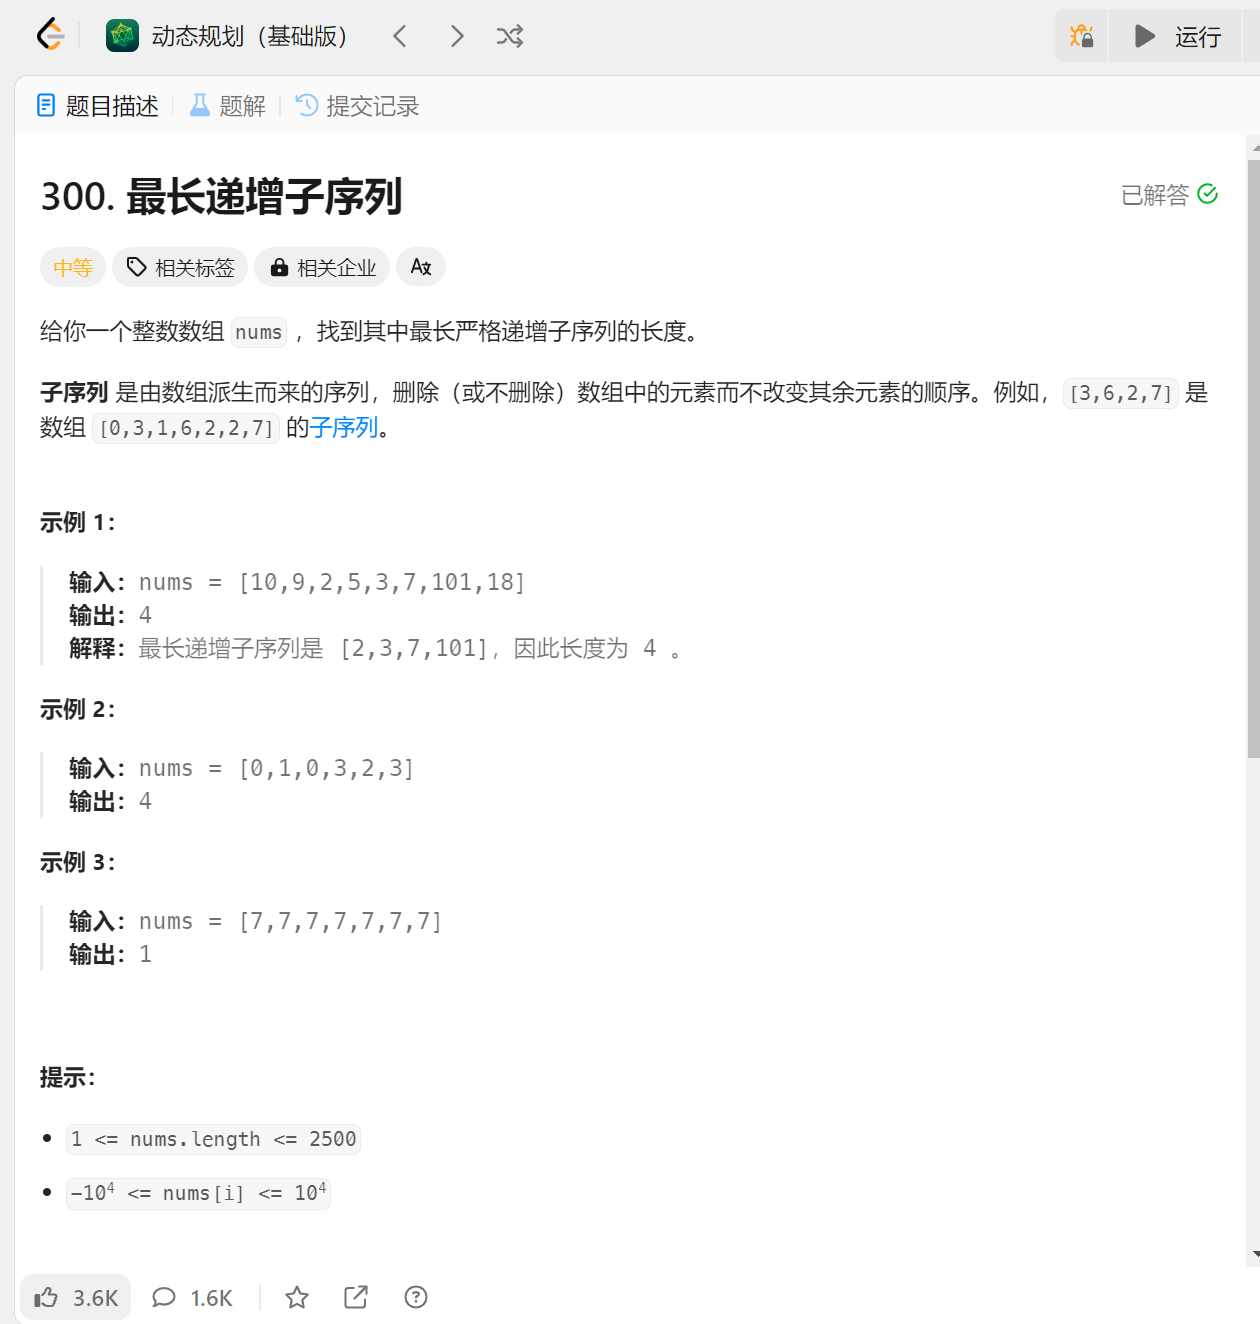 动态规划（基础版）
运行
题目描述
题解
提交记录
300. 最长递增子序列
已解答
中等
相关标签
相关企业
给你一个整数数组 nums ，找到其中最长严格递增子序列的长度。
子序列 是由数组派生而来的序列，删除（或不删除）数组中的元素而不改变其余元素的顺序。例如，[3,6,2,7] 是
数组 [0,3,1,6,2,2,7] 的子序列。
示例 1：
输入：nums = [10,9,2,5,3,7,101,18]
输出：4
解释：最长递增子序列是 [2,3,7,101]，因此长度为 4 。
示例 2：
输入：nums = [0,1,0,3,2,3]
输出：4
示例 3：
输入：nums = [7,7,7,7,7,7,7]
输出：1
提示：
1 <= nums.length <= 2500
-10⁴ <= nums[i] <= 10⁴
3.6K
1.6K